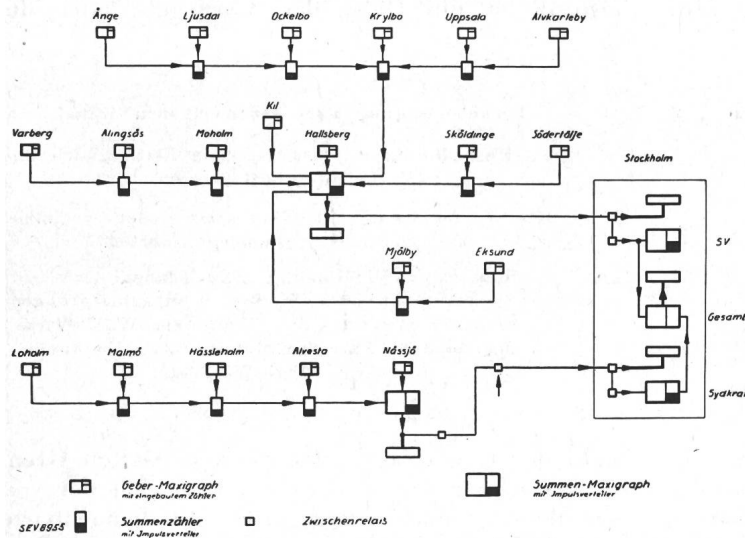 Ånge Ljusdal Ockelbo Krylbo Uppsala Älvkarleby
Kil
Varberg Alingsås Moholm Hallsberg Sköldinge Södertälje
Stockholm
SV
Mjölby Eksund
Gesamt
Loholm Malmö Hässleholm Alvesta Nässjö
Sydkraf
Geber-Maxigraph
mit eingebautem Zähler
Summen-Maxigraph
mit Impulsverteiler
SEV8955
Summenzähler
mit Impulsverteiler
Zwischenrelais